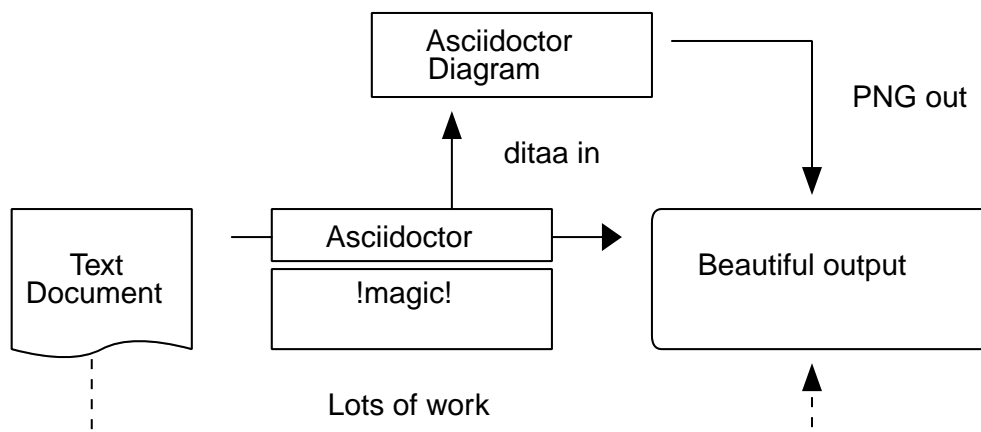 Asciidoctor
Diagram
PNG out
ditaa in
Asciidoctor
Text
Document
!magic!
Beautiful output
Lots of work